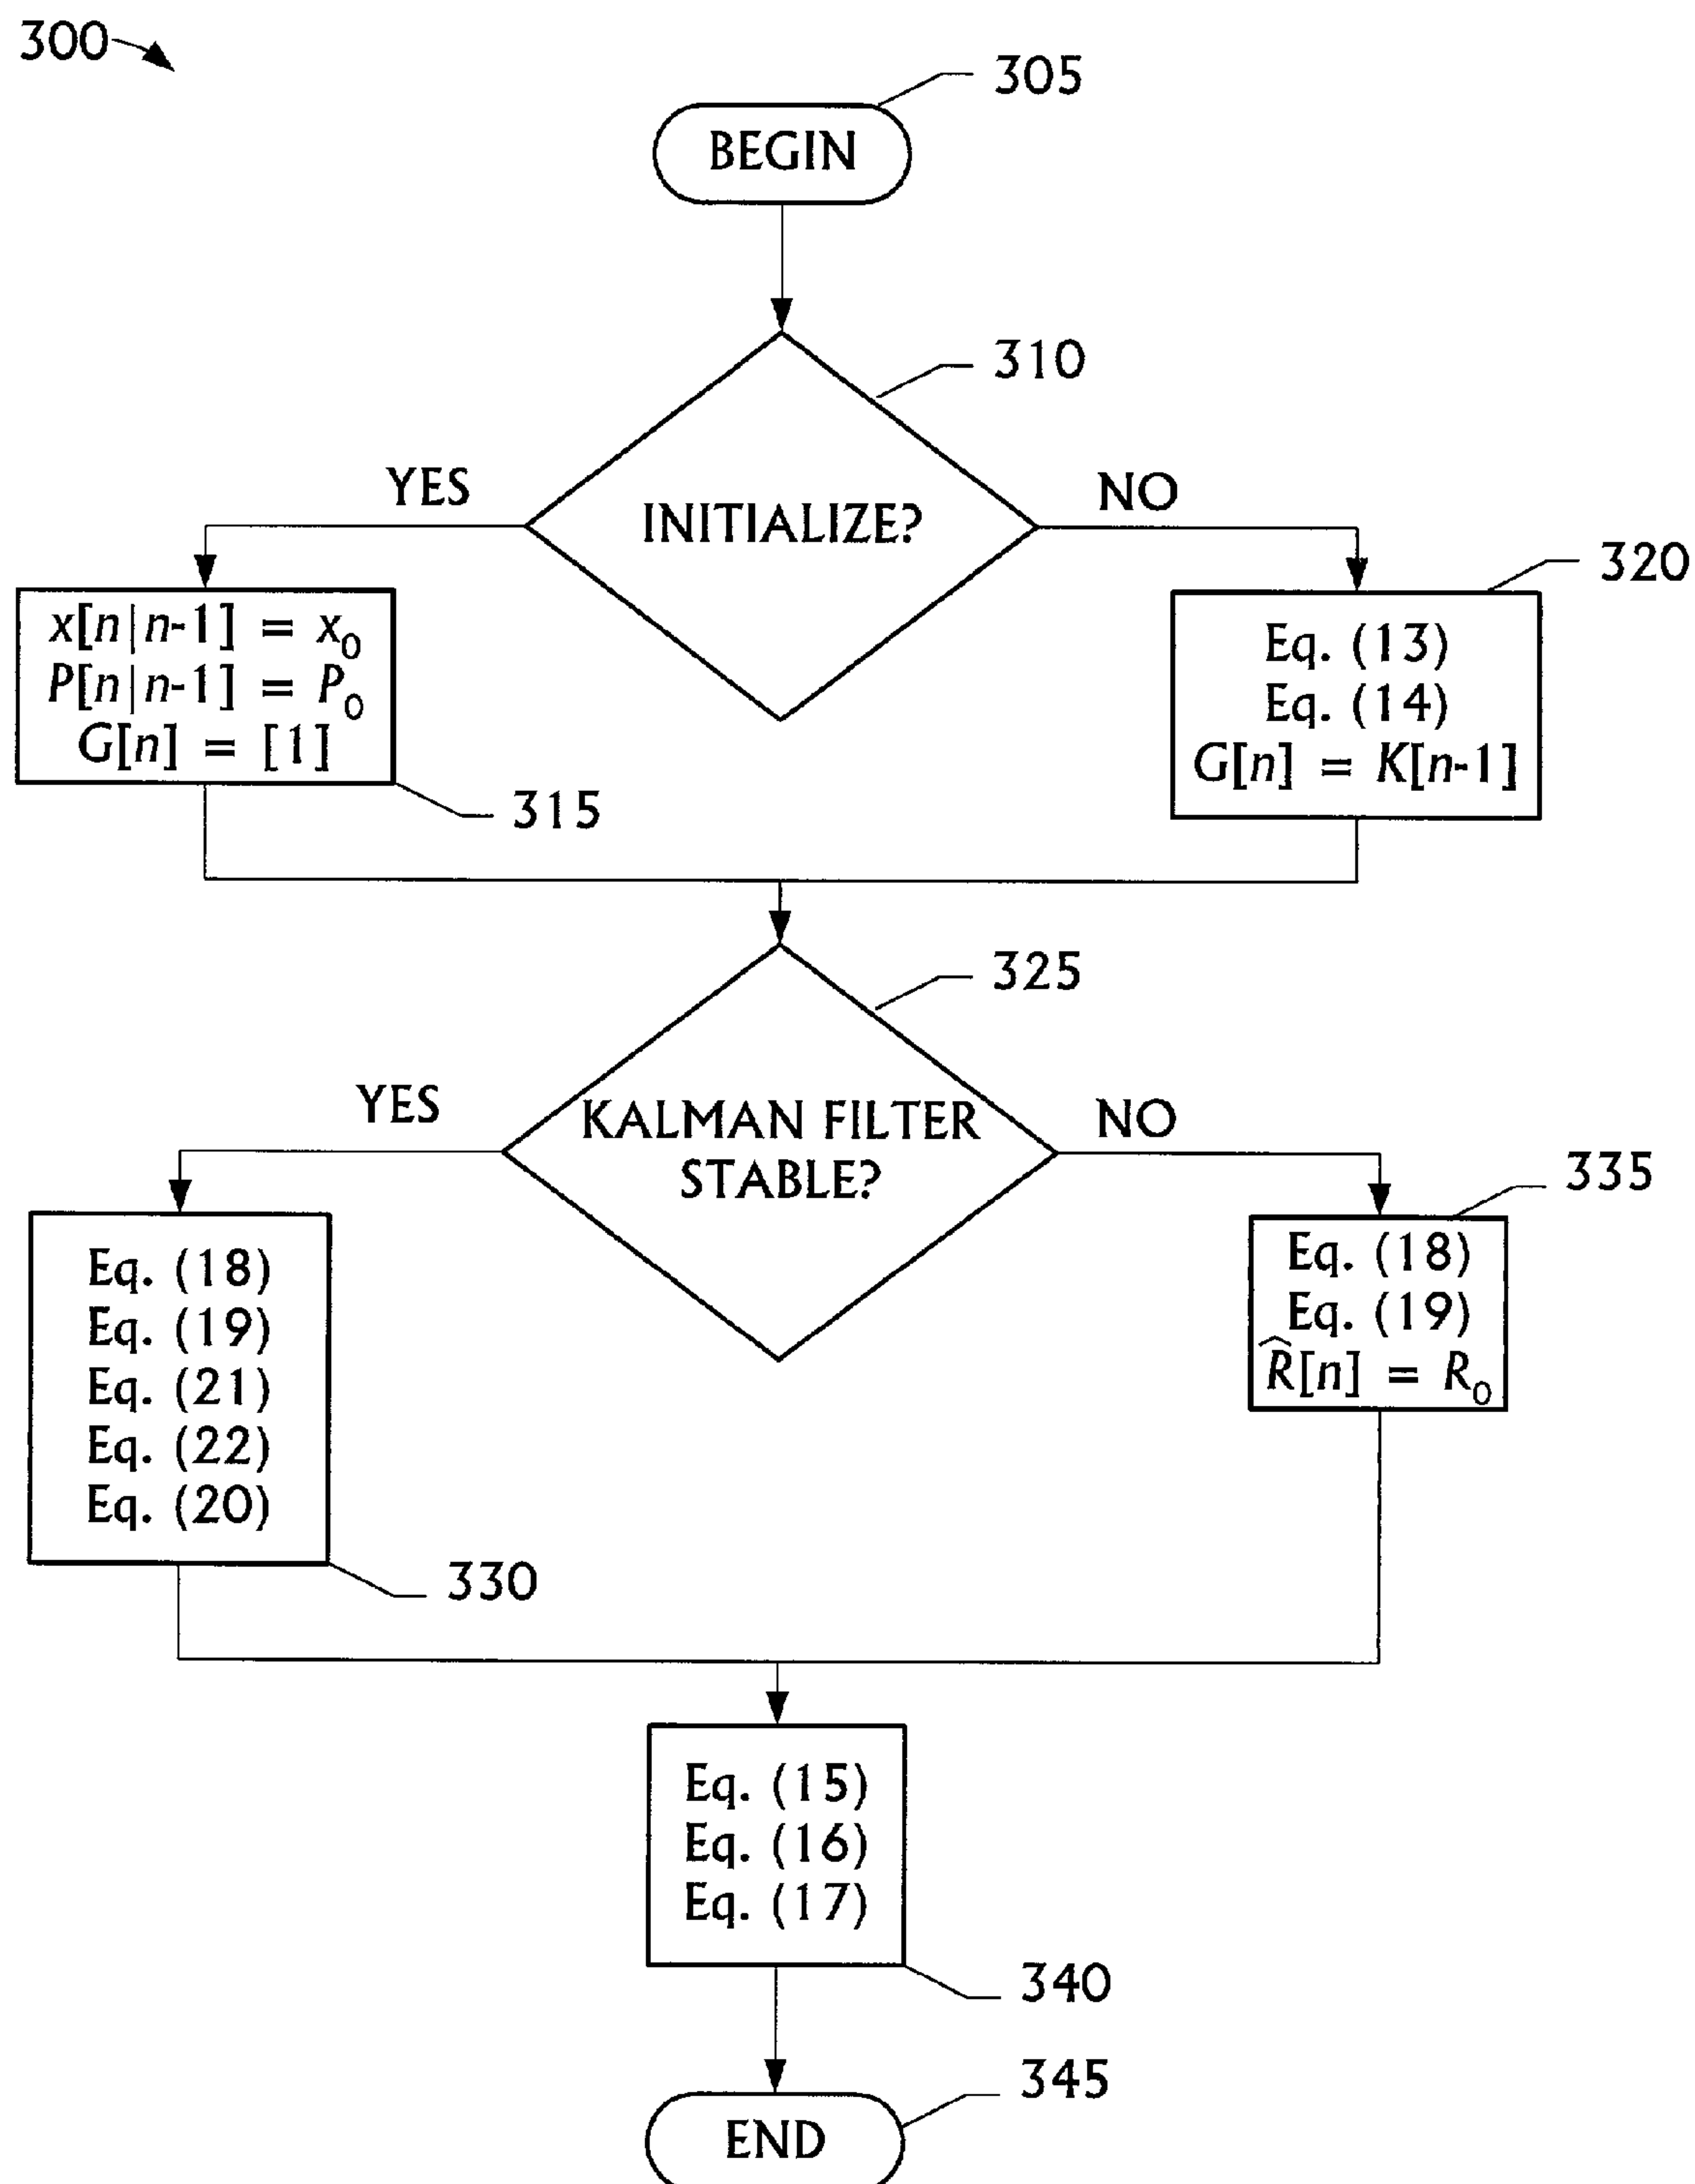 300
305
BEGIN
310
YES
NO
INITIALIZE?
320
x[n|n-1] = x₀
P[n|n-1] = P₀
G[n] = [1]
315
Eq. (13)
Eq. (14)
G[n] = K[n-1]
325
YES
NO
KALMAN FILTER
STABLE?
335
Eq. (18)
Eq. (19)
Eq. (21)
Eq. (22)
Eq. (20)
330
Eq. (18)
Eq. (19)
R̂[n] = R₀
Eq. (15)
Eq. (16)
Eq. (17)
340
345
END